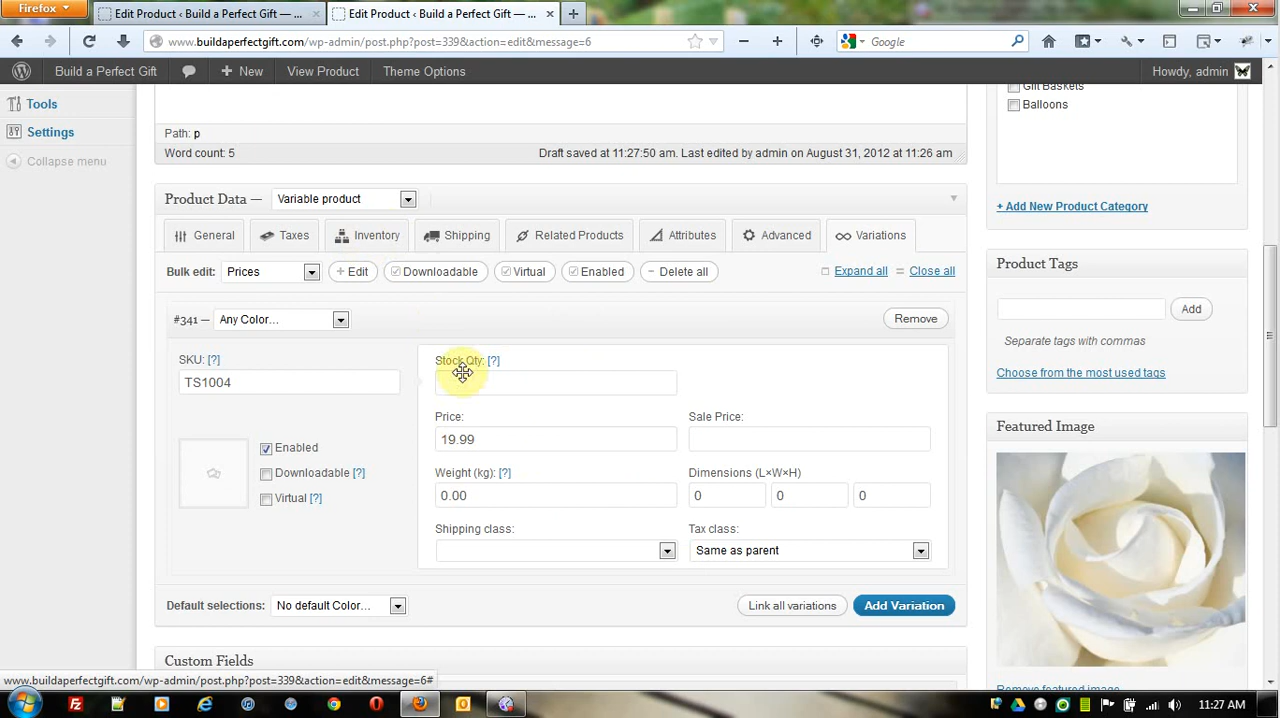 Firefox
Edit Product ‹ Build a Perfect Gift — ...
Edit Product ‹ Build a Perfect Gift — ...
www.buildaperfectgift.com/wp-admin/post.php?post=339&action=edit&message=6
Google
Build a Perfect Gift
New
View Product
Theme Options
Howdy, admin
Tools
Settings
Collapse menu
Gift Baskets
Balloons
Path: p
Word count: 5
Draft saved at 11:27:50 am. Last edited by admin on August 31, 2012 at 11:26 am
+ Add New Product Category
Product Data — Variable product
General
Taxes
Inventory
Shipping
Related Products
Attributes
Advanced
Variations
Bulk edit: Prices
+ Edit
Downloadable
Virtual
Enabled
− Delete all
Expand all
Close all
Product Tags
Add
Separate tags with commas
Choose from the most used tags
#341 — Any Color...
Remove
SKU: [?]
TS1004
Stock Qty: [?]
Price:
19.99
Sale Price:
Enabled
Downloadable [?]
Virtual [?]
Weight (kg): [?]
0.00
Dimensions (L×W×H)
0
0
0
Shipping class:
Tax class:
Same as parent
Default selections: No default Color...
Link all variations
Add Variation
Featured Image
Remove featured image
Custom Fields
www.buildaperfectgift.com/wp-admin/post.php?post=339&action=edit&message=6#
11:27 AM